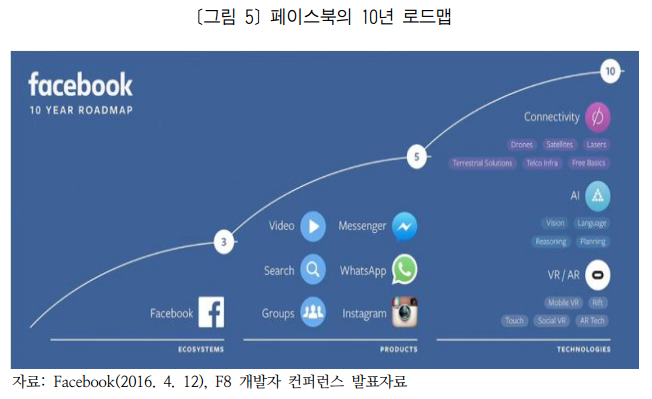 〔그림 5〕 페이스북의 10년 로드맵
facebook
10 YEAR ROADMAP
10
Connectivity
Drones Satellites Lasers
Terrestrial Solutions Telco Infra Free Basics
5
AI
Vision Language
Reasoning Planning
3
Video Messenger
Search WhatsApp
Groups Instagram
VR / AR
Mobile VR Rift
Touch Social VR AR Tech
Facebook
ECOSYSTEMS PRODUCTS TECHNOLOGIES
자료: Facebook(2016. 4. 12), F8 개발자 컨퍼런스 발표자료